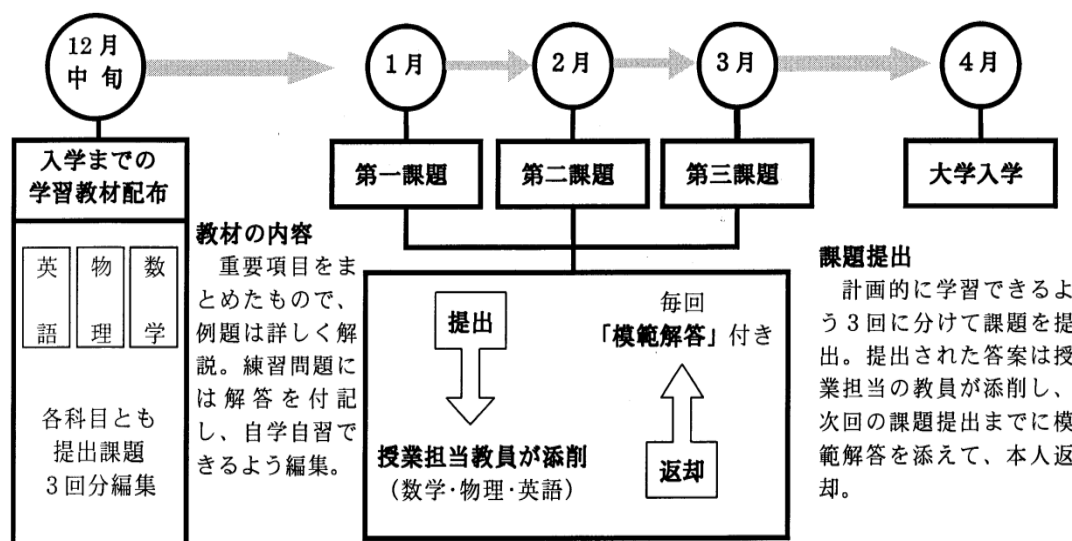 12月
中旬
1月
2月
3月
4月
入学までの
学習教材配布
第一課題
第二課題
第三課題
大学入学
英語
物理
数学
各科目とも
提出課題
3回分編集
教材の内容
重要項目をま
とめたもので、
例題は詳しく解
説。練習問題に
は解答を付記
し、自学自習で
きるよう編集。
提出
授業担当教員が添削
（数学・物理・英語）
毎回
「模範解答」付き
返却
課題提出
計画的に学習できるよ
う3回に分けて課題を提
出。提出された答案は授
業担当の教員が添削し、
次回の課題提出までに模
範解答を添えて、本人返
却。